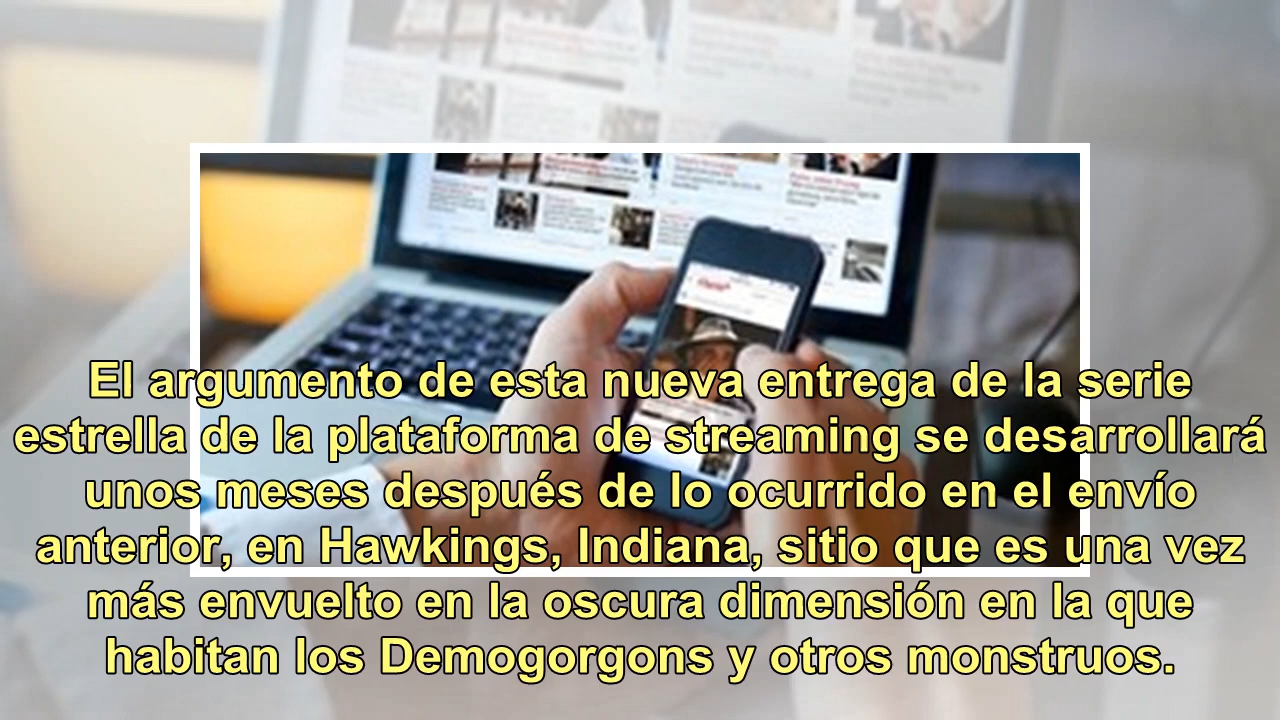 El argumento de esta nueva entrega de la serie
estrella de la plataforma de streaming se desarrollará
unos meses después de lo ocurrido en el envío
anterior, en Hawkings, Indiana, sitio que es una vez
más envuelto en la oscura dimensión en la que
habitan los Demogorgons y otros monstruos.